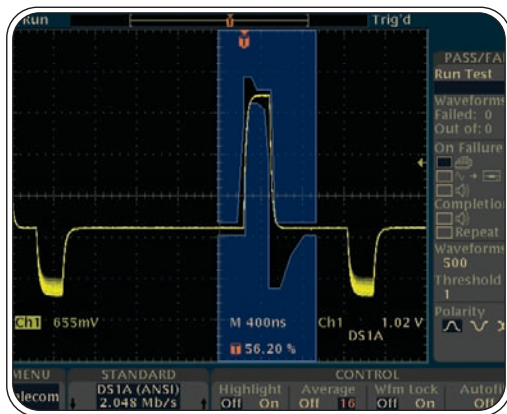 Run
Trig'd
PASS/FAI
Run Test
Waveforms
Failed: 0
Out of: 0
On Failure
Completio
Repeat
Waveforms
500
Threshold
1
Polarity
Ch1 655mV
M 400ns
Ch1 1.02 V
DS1A
56.20 %
MENU
STANDARD
CONTROL
elecom
DS1A (ANSI)
2.048 Mb/s
Highlight
Off On
Average
Off 16
Wfm Lock
Off On
Autofi
Off